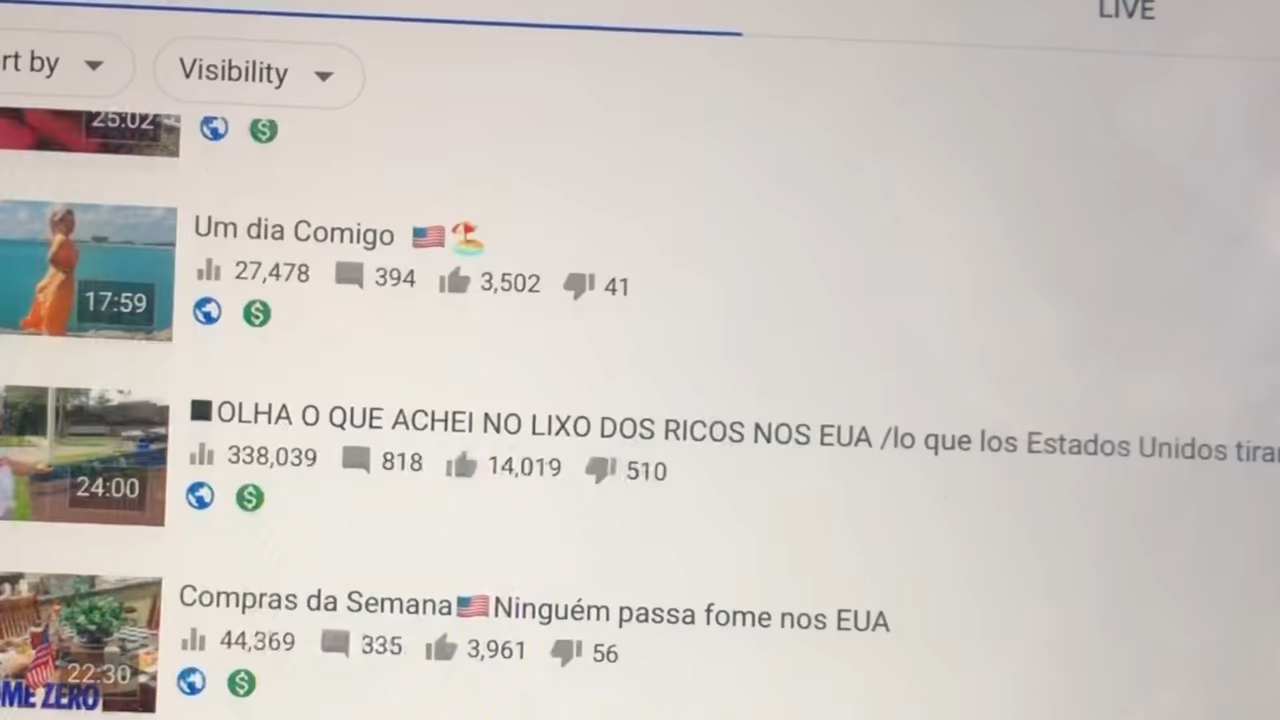 LIVE
rt by
Visibility
25:02
Um dia Comigo
27,478 394 3,502 41
17:59
OLHA O QUE ACHEI NO LIXO DOS RICOS NOS EUA /lo que los Estados Unidos tirar
338,039 818 14,019 510
24:00
Compras da Semana Ninguém passa fome nos EUA
44,369 335 3,961 56
22:30
ME ZERO